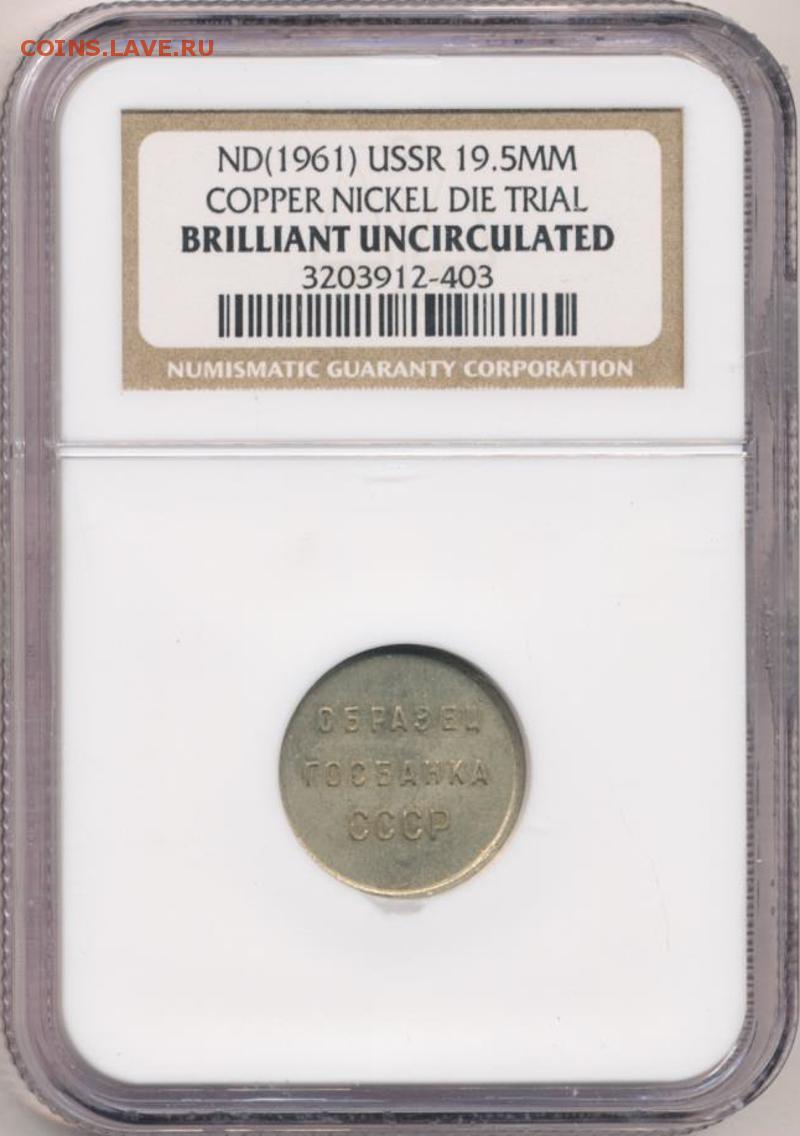 COINS.LAVE.RU
ND(1961) USSR 19.5MM
COPPER NICKEL DIE TRIAL
BRILLIANT UNCIRCULATED
3203912-403
NUMISMATIC GUARANTY CORPORATION
ОБРАЗЕЦ
ГОСБАНКА
СССР